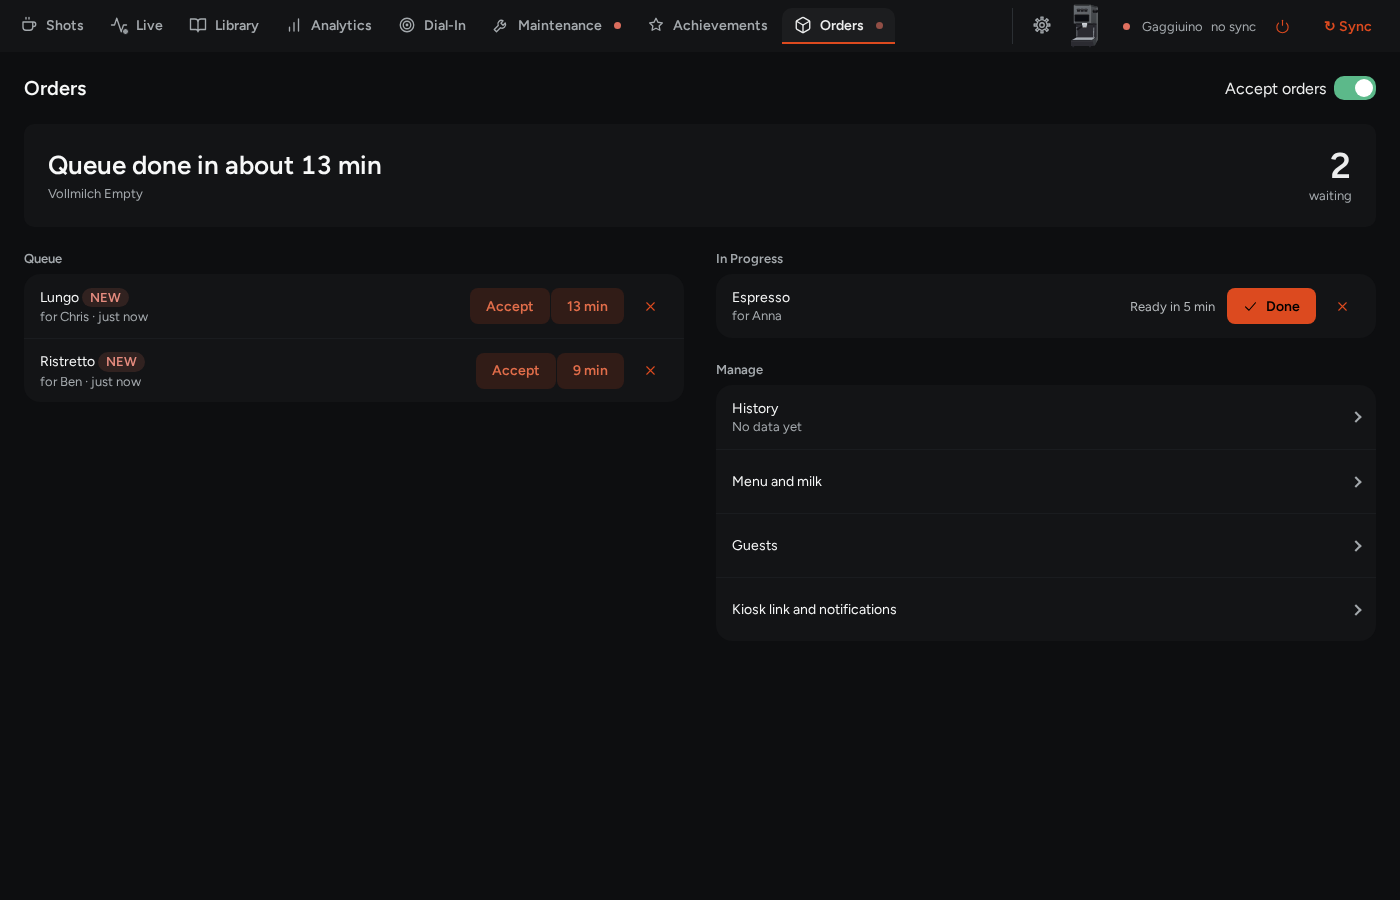 Shots Live Library Analytics Dial-In Maintenance Achievements Orders Gaggiuino no sync ↻ Sync
Orders
Accept orders
Queue done in about 13 min
Vollmilch Empty
2
waiting
Queue
Lungo NEW
for Chris · just now
Accept 13 min ×
Ristretto NEW
for Ben · just now
Accept 9 min ×
In Progress
Espresso
for Anna
Ready in 5 min ✓ Done ×
Manage
History
No data yet
Menu and milk
Guests
Kiosk link and notifications